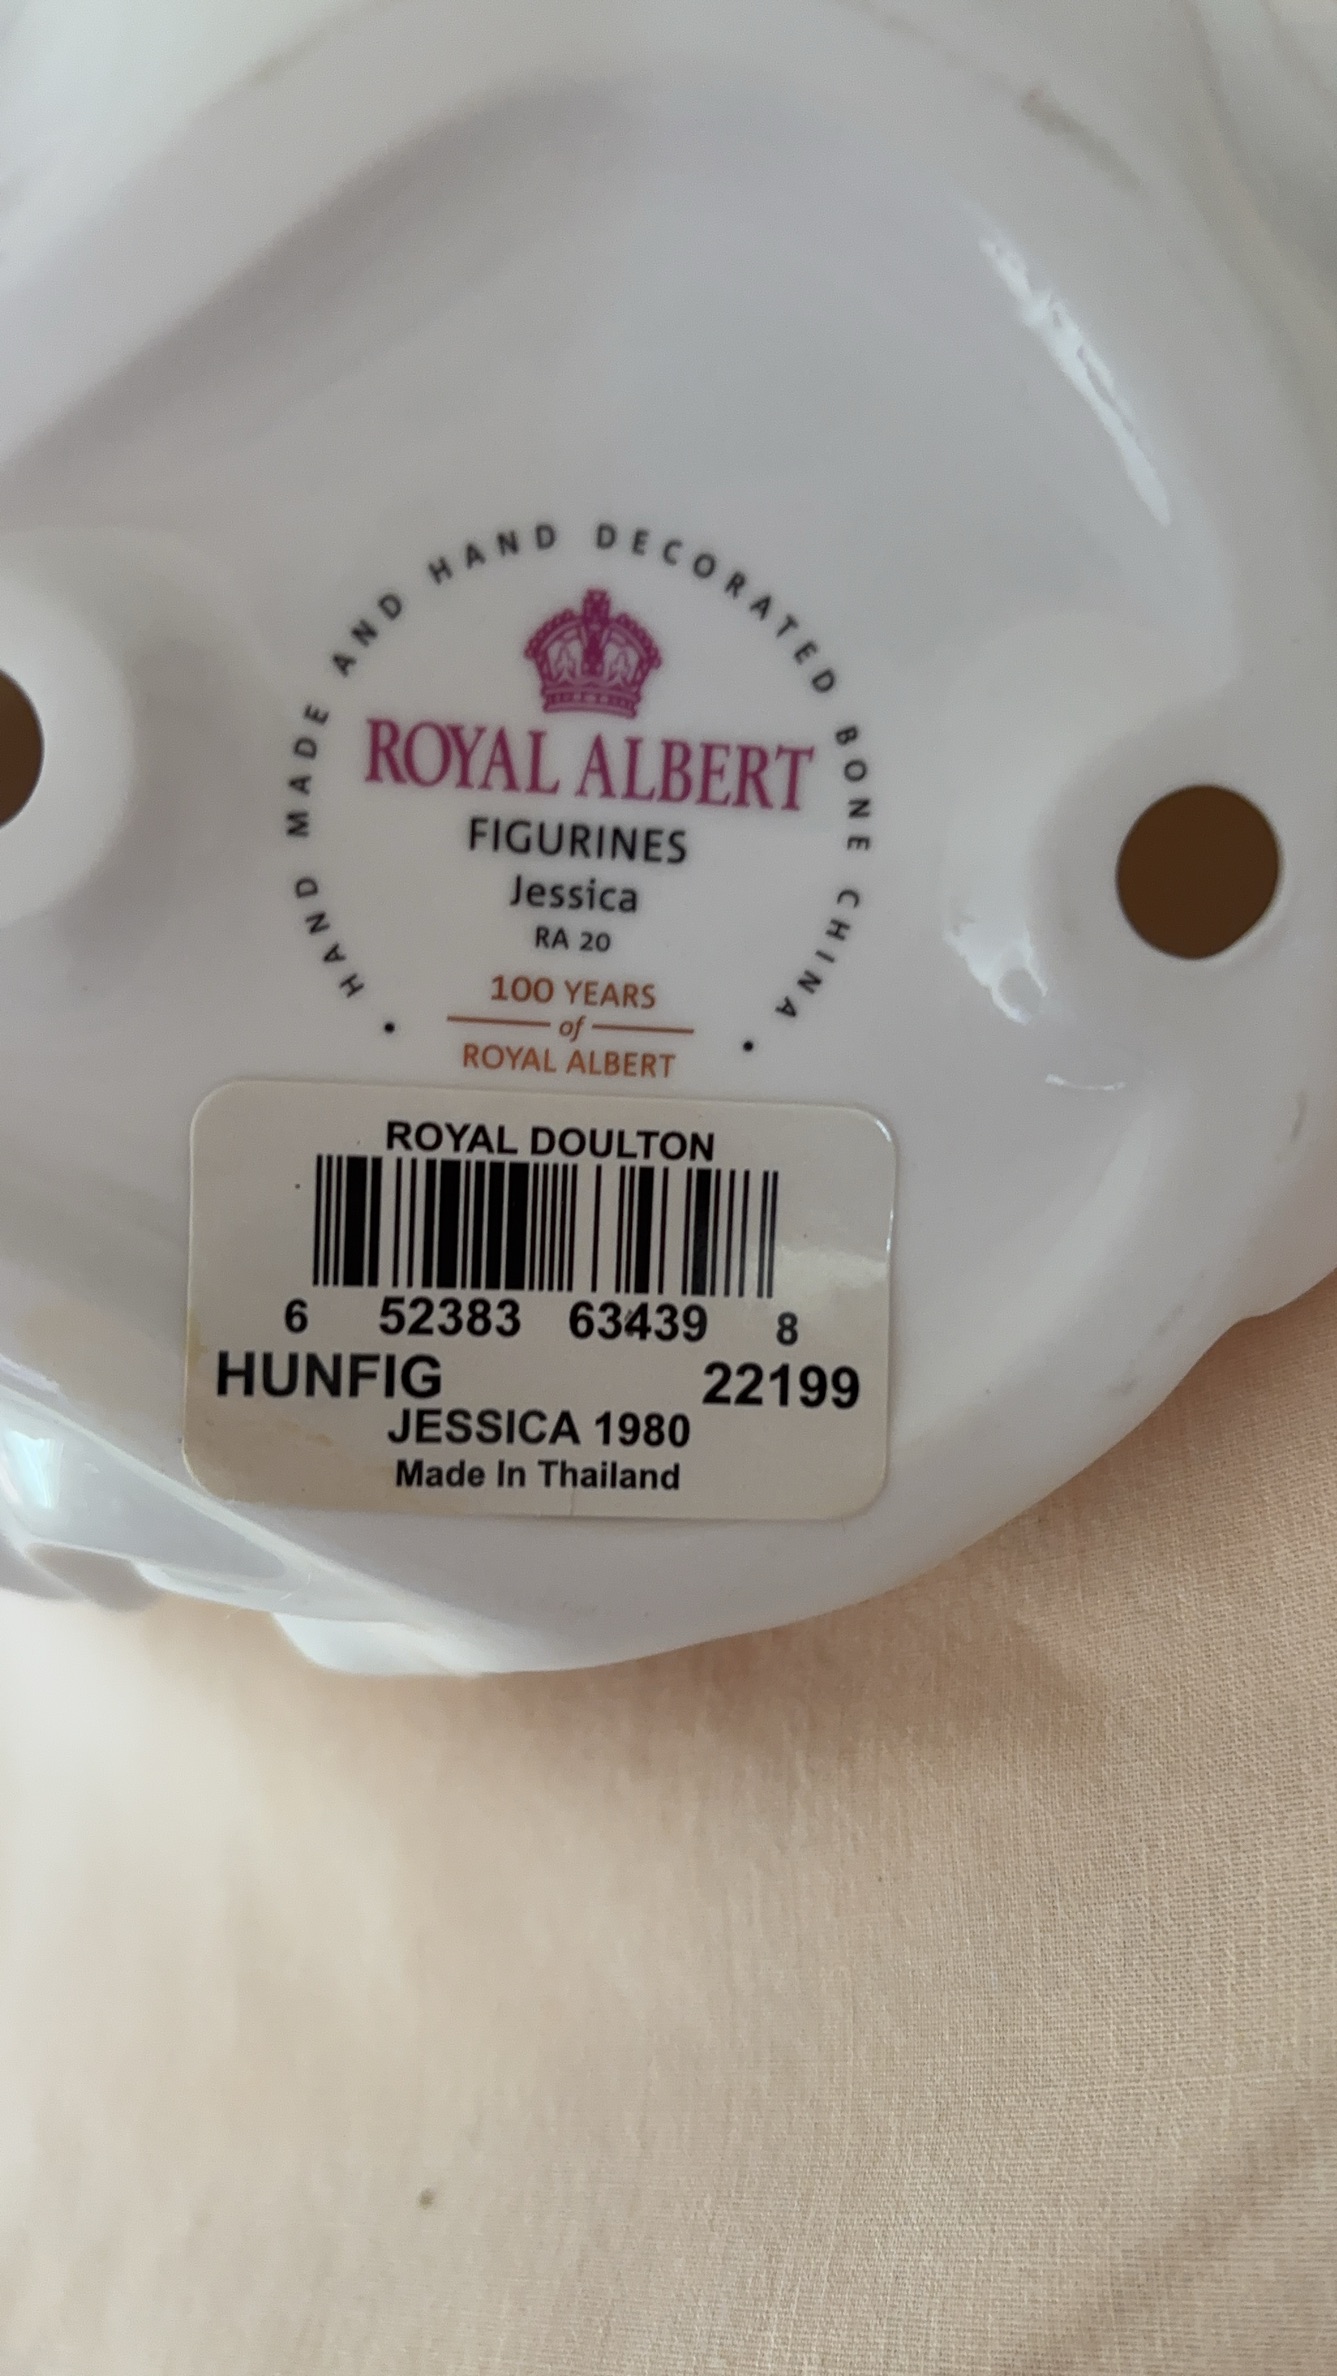 HAND MADE AND HAND DECORATED BONE CHINA
ROYAL ALBERT
FIGURINES
Jessica
RA 20
100 YEARS
of
ROYAL ALBERT
ROYAL DOULTON
6 52383 63439 8
HUNFIG 22199
JESSICA 1980
Made In Thailand